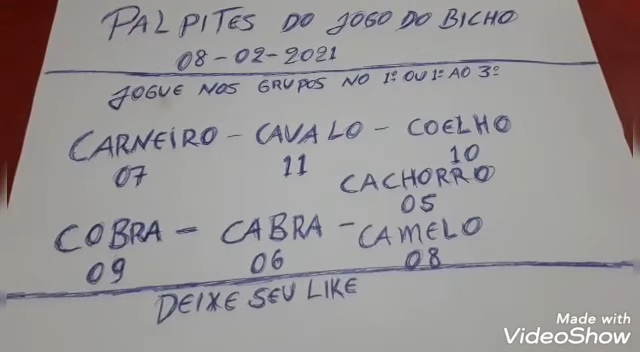 PALPITES DO JOGO DO BICHO
08-02-2021
JOGUE NOS GRUPOS NO 1º OU 1º AO 3º
CARNEIRO - CAVALO - COELHO
07 11 10
CACHORRO
05
COBRA - CABRA - CAMELO
09 06 08
DEIXE SEU LIKE
Made with
VideoShow